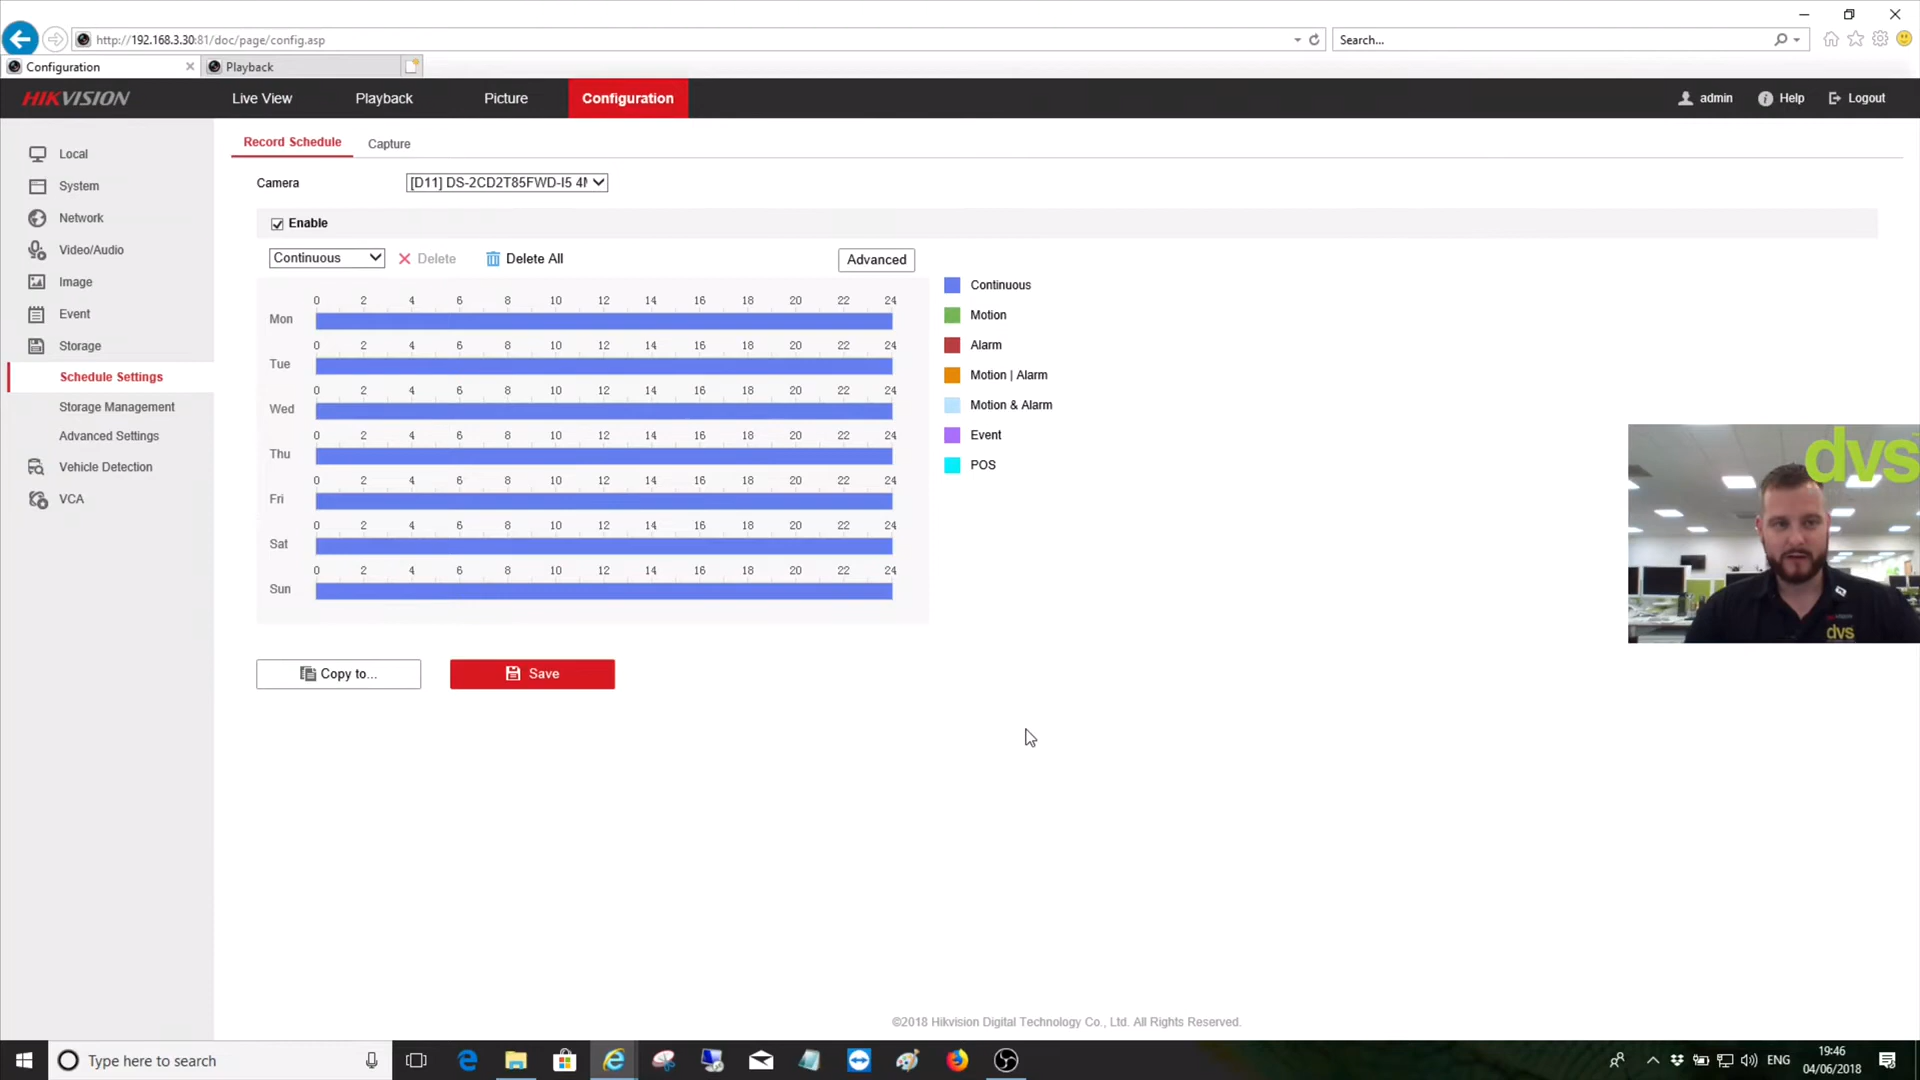 http://192.168.3.30:81/doc/page/config.asp
Search...
Configuration
Playback
HIKVISION
Live View
Playback
Picture
Configuration
admin
Help
Logout
Local
System
Network
Video/Audio
Image
Event
Storage
Schedule Settings
Storage Management
Advanced Settings
Vehicle Detection
VCA
Record Schedule
Capture
Camera
[D11] DS-2CD2T85FWD-I5 4
Enable
Continuous
Delete
Delete All
Advanced
0 2 4 6 8 10 12 14 16 18 20 22 24
Mon
0 2 4 6 8 10 12 14 16 18 20 22 24
Tue
0 2 4 6 8 10 12 14 16 18 20 22 24
Wed
0 2 4 6 8 10 12 14 16 18 20 22 24
Thu
0 2 4 6 8 10 12 14 16 18 20 22 24
Fri
0 2 4 6 8 10 12 14 16 18 20 22 24
Sat
0 2 4 6 8 10 12 14 16 18 20 22 24
Sun
Continuous
Motion
Alarm
Motion | Alarm
Motion & Alarm
Event
POS
Copy to...
Save
dvs
dvs
©2018 Hikvision Digital Technology Co., Ltd. All Rights Reserved.
Type here to search
ENG
19:46
04/06/2018